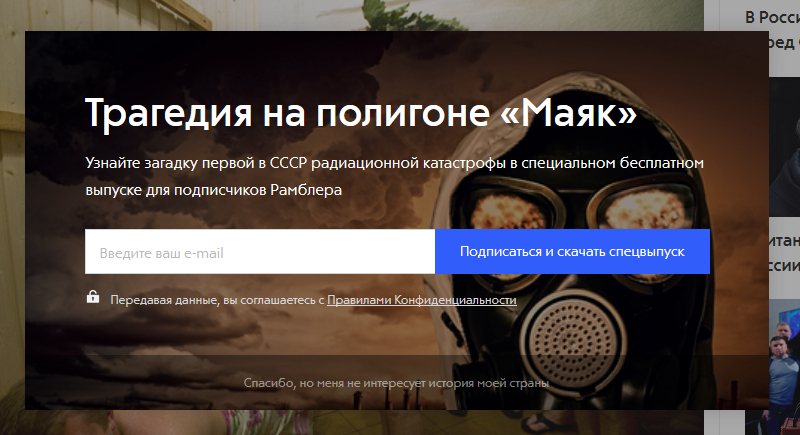 В Росси
ред
Трагедия на полигоне «Маяк»
Узнайте загадку первой в СССР радиационной катастрофы в специальном бесплатном
выпуске для подписчиков Рамблера
Введите ваш e-mail
Подписаться и скачать спецвыпуск
итан
ссии
Передавая данные, вы соглашаетесь с Правилами Конфиденциальности
Спасибо, но меня не интересует история моей страны